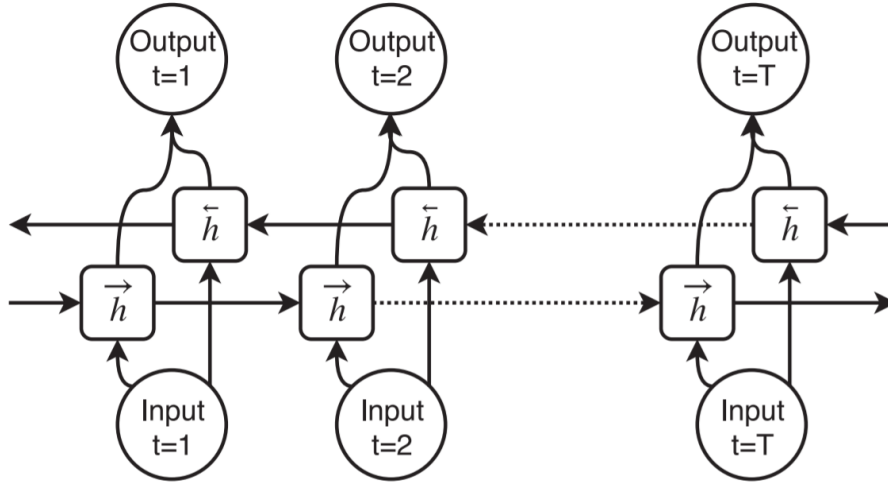 Output
t=1
Output
t=2
Output
t=T
←
h
←
h
←
h
→
h
→
h
→
h
Input
t=1
Input
t=2
Input
t=T